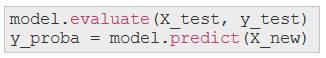 model.evaluate(X_test, y_test)
y_proba = model.predict(X_new)